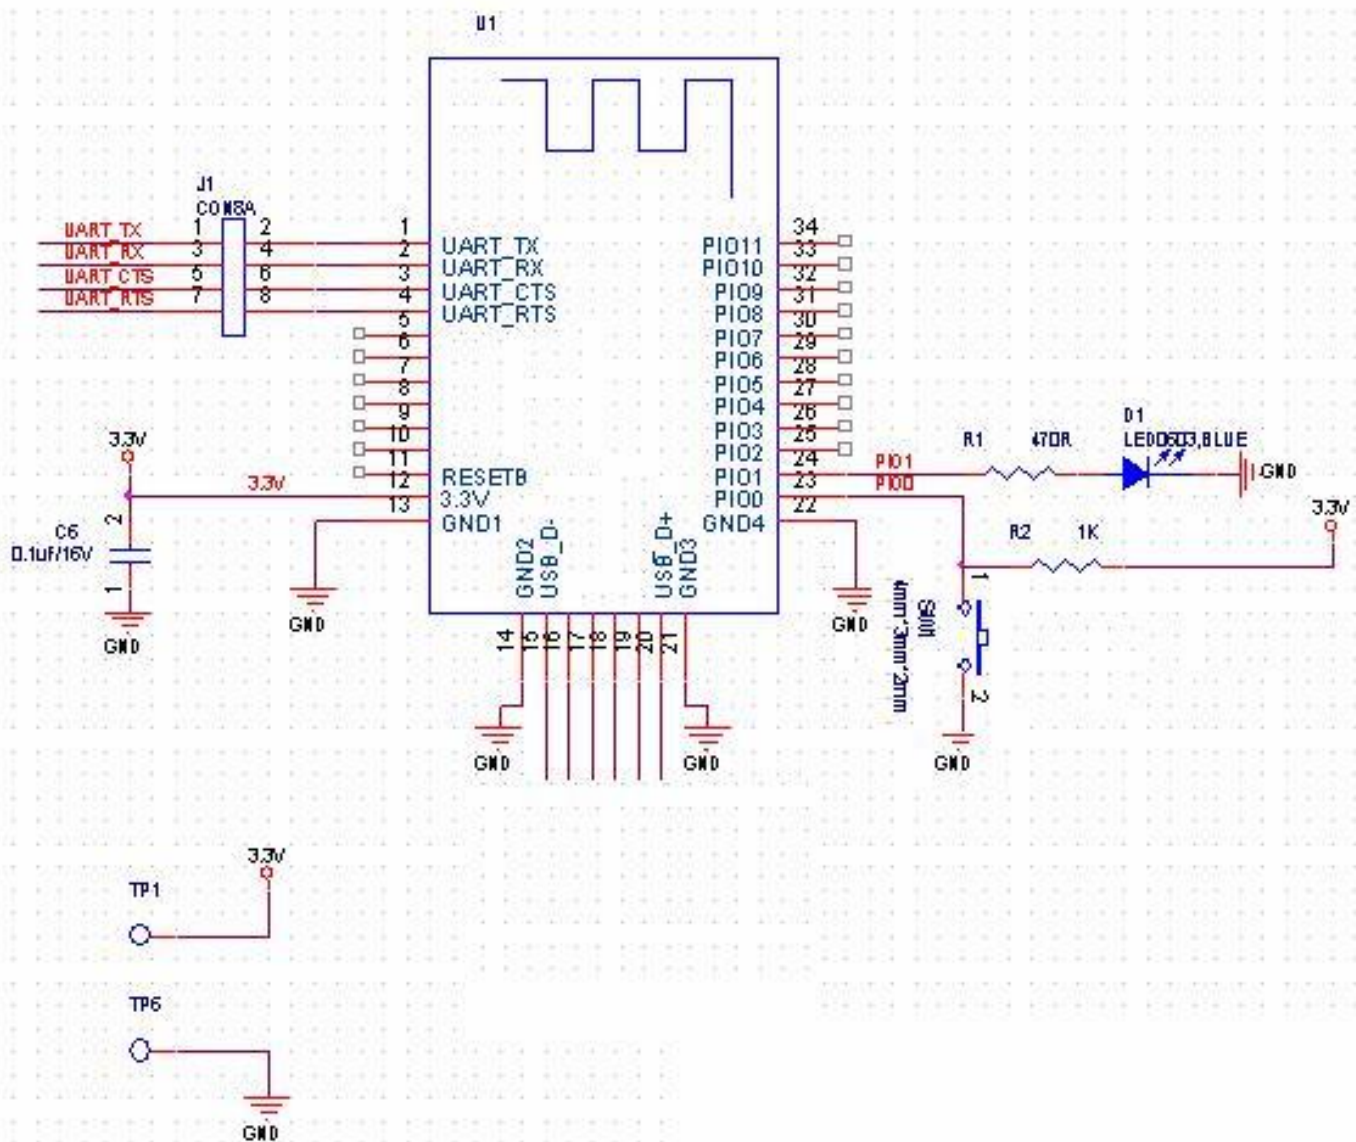 U1
J1
CON8A
UART_TX 1 2
UART_RX 3 4
UART_CTS 5 6
UART_RTS 7 8
1 UART_TX
2 UART_RX
3 UART_CTS
4 UART_RTS
5
6
7
8
9
10
11 RESETB
12 3.3V
13 GND1
34 PIO11
33 PIO10
32 PIO9
31 PIO8
30 PIO7
29 PIO6
28 PIO5
27 PIO4
26 PIO3
25 PIO2
24 PIO1
23 PIO0
22 GND4
GND2
USB_D-
USB_D+
GND3
14
15
16
17
18
19
20
21
3.3V
3.3V
2
C6
0.1uF/16V
1
GND
GND
GND
GND
GND
PIO1
PIO0
R1 470R
D1
LED0603,BLUE
GND
3.3V
R2 1K
1
4mm*3mm*2mm
2
GND
3.3V
TP1
TP6
GND